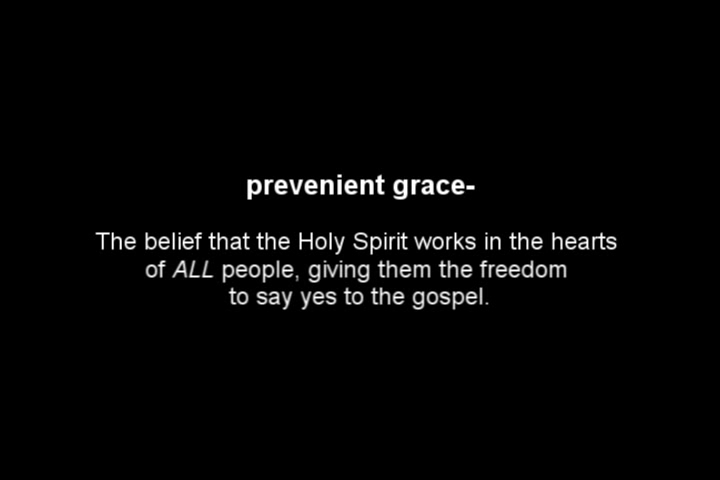 prevenient grace-
The belief that the Holy Spirit works in the hearts
of ALL people, giving them the freedom
to say yes to the gospel.